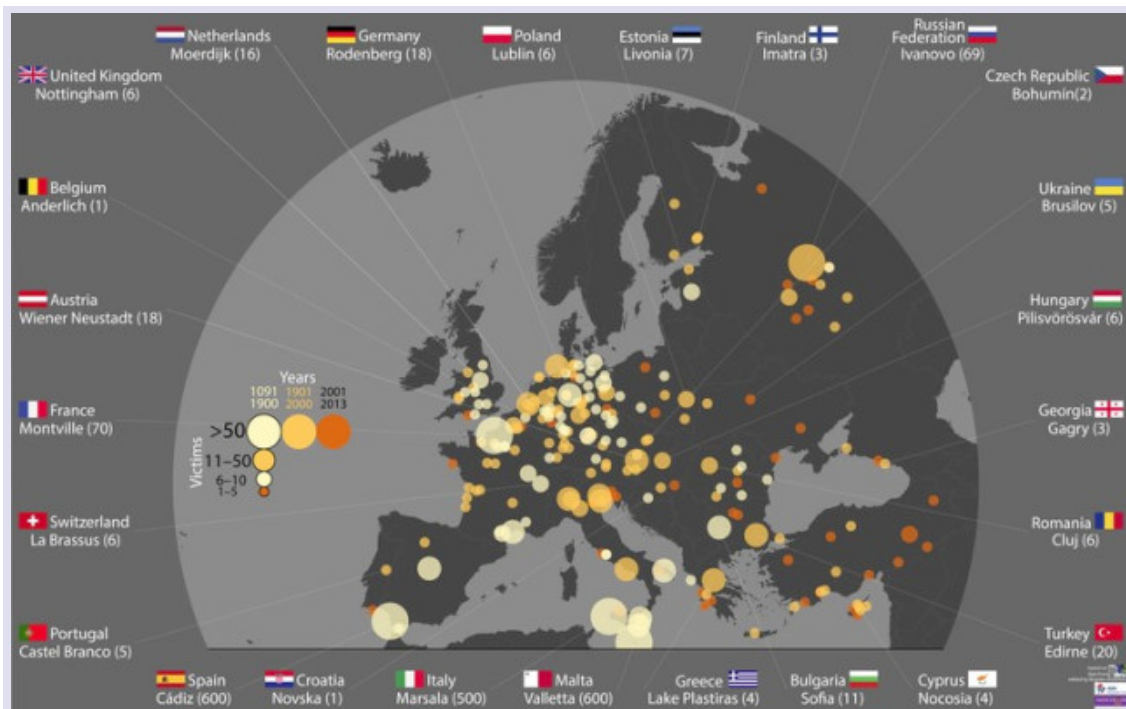 Netherlands
Moerdijk (16)
Germany
Rodenberg (18)
Poland
Lublin (6)
Estonia
Livonia (7)
Finland
Imatra (3)
Russian
Federation
Ivanovo (69)
United Kingdom
Nottingham (6)
Czech Republic
Bohumín(2)
Belgium
Anderlich (1)
Ukraine
Brusilov (5)
Austria
Wiener Neustadt (18)
Hungary
Pilisvörösvár (6)
France
Montville (70)
Georgia
Gagry (3)
Years
1091 1901 2001
1900 2000 2013
Victims
>50
11–50
6–10
1–5
Switzerland
La Brassus (6)
Romania
Cluj (6)
Portugal
Castel Branco (5)
Turkey
Edirne (20)
Spain
Cádiz (600)
Croatia
Novska (1)
Italy
Marsala (500)
Malta
Valletta (600)
Greece
Lake Plastiras (4)
Bulgaria
Sofia (11)
Cyprus
Nocosia (4)